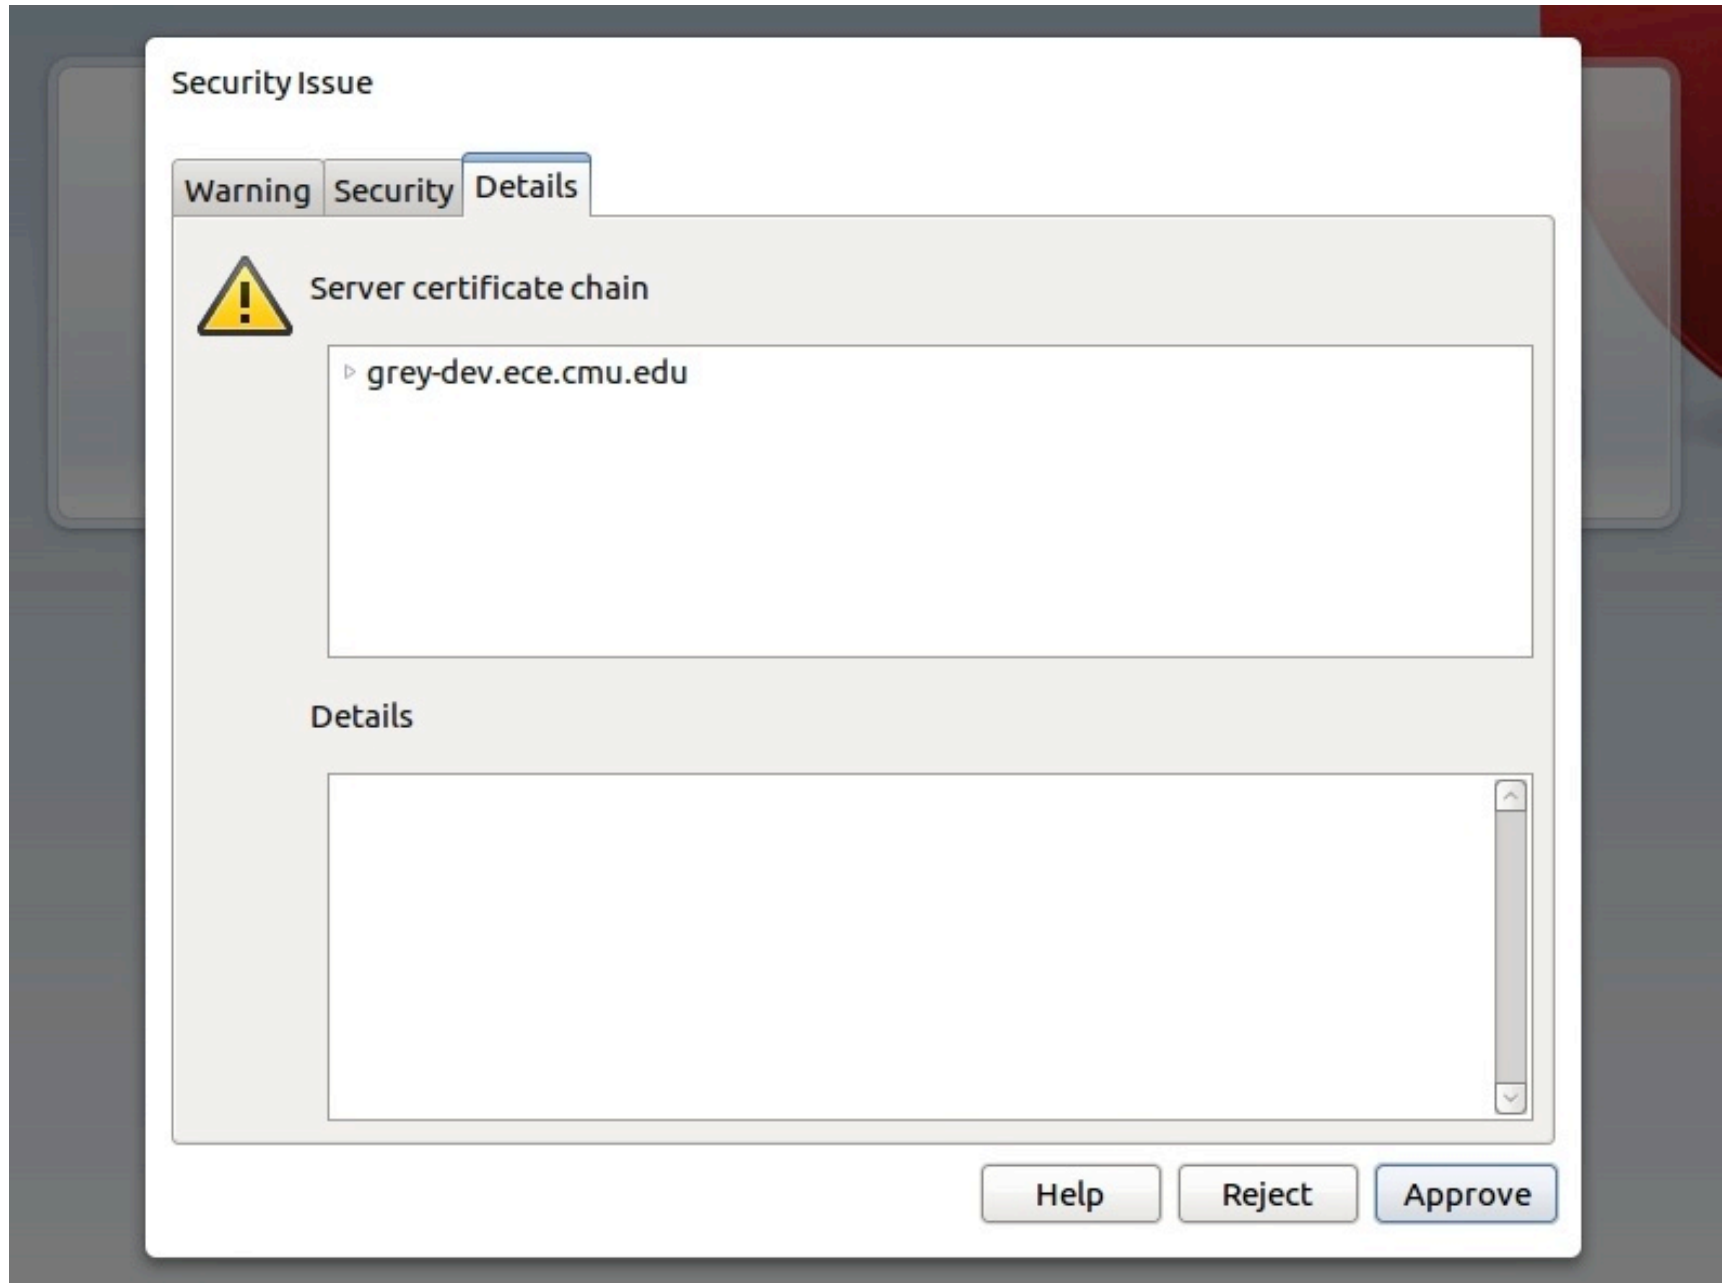 Security Issue
Warning Security Details
Server certificate chain
grey-dev.ece.cmu.edu
Details
Help Reject Approve